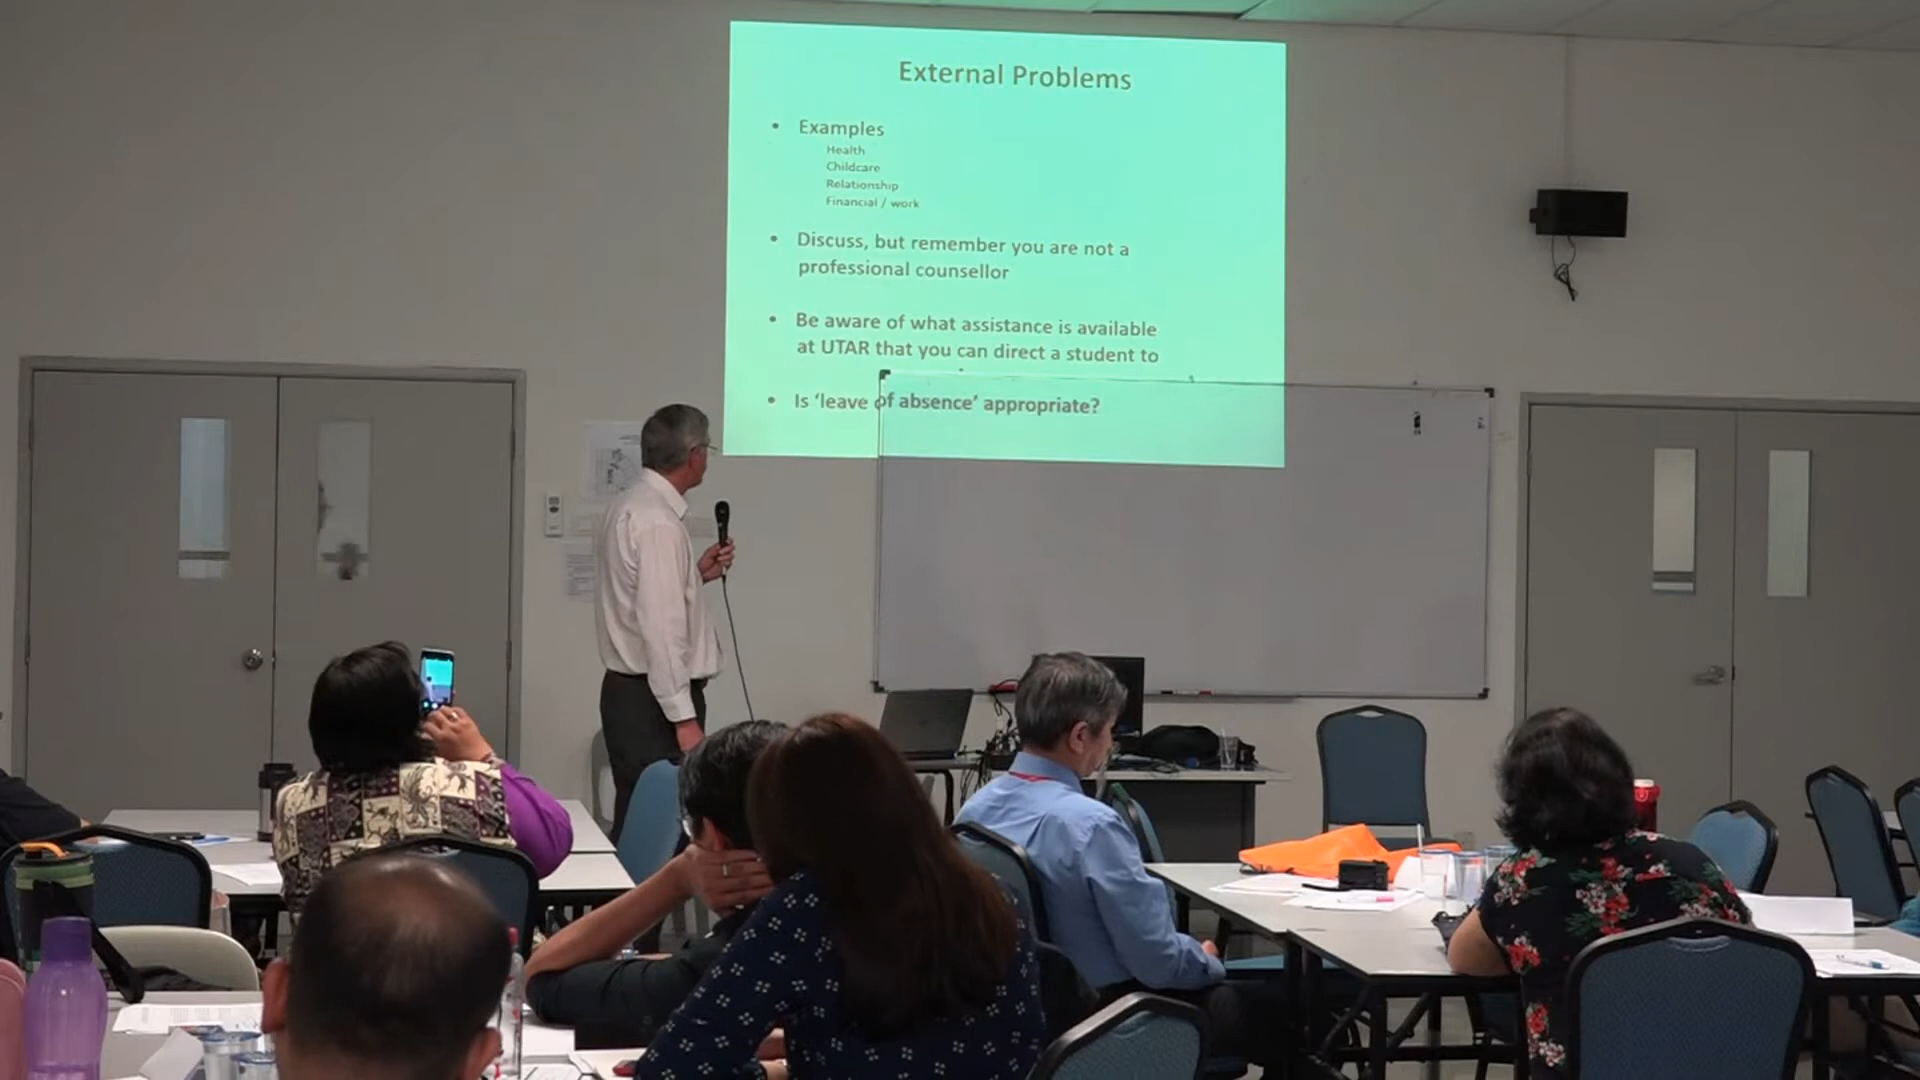 External Problems
• Examples
Health
Childcare
Relationship
Financial / work
• Discuss, but remember you are not a
professional counsellor
• Be aware of what assistance is available
at UTAR that you can direct a student to
• Is ‘leave of absence’ appropriate?